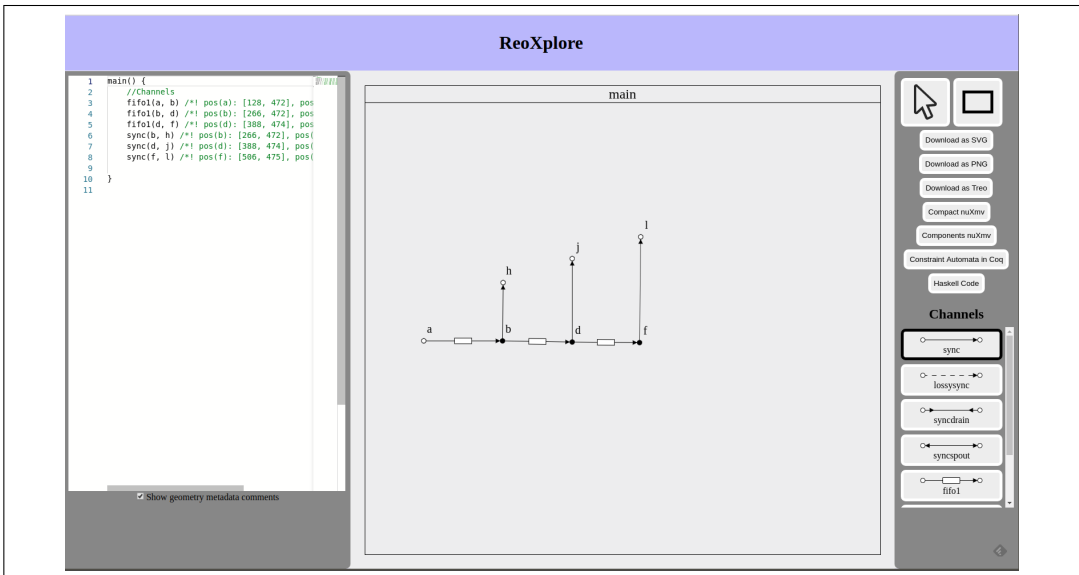 ReoXplore
1 main() {
2 //Channels
3 fifo1(a, b) /*! pos(a): [128, 472], pos
4 fifo1(b, d) /*! pos(b): [266, 472], pos
5 fifo1(d, f) /*! pos(d): [388, 474], pos
6 sync(b, h) /*! pos(b): [266, 472], pos(
7 sync(d, j) /*! pos(d): [388, 474], pos(
8 sync(f, l) /*! pos(f): [506, 475], pos(
9
10 }
11
Show geometry metadata comments
main
l
j
h
a
b
d
f
Download as SVG
Download as PNG
Download as Treo
Compact nuXmv
Components nuXmv
Constraint Automata in Coq
Haskell Code
Channels
sync
lossysync
syncdrain
syncspout
fifo1